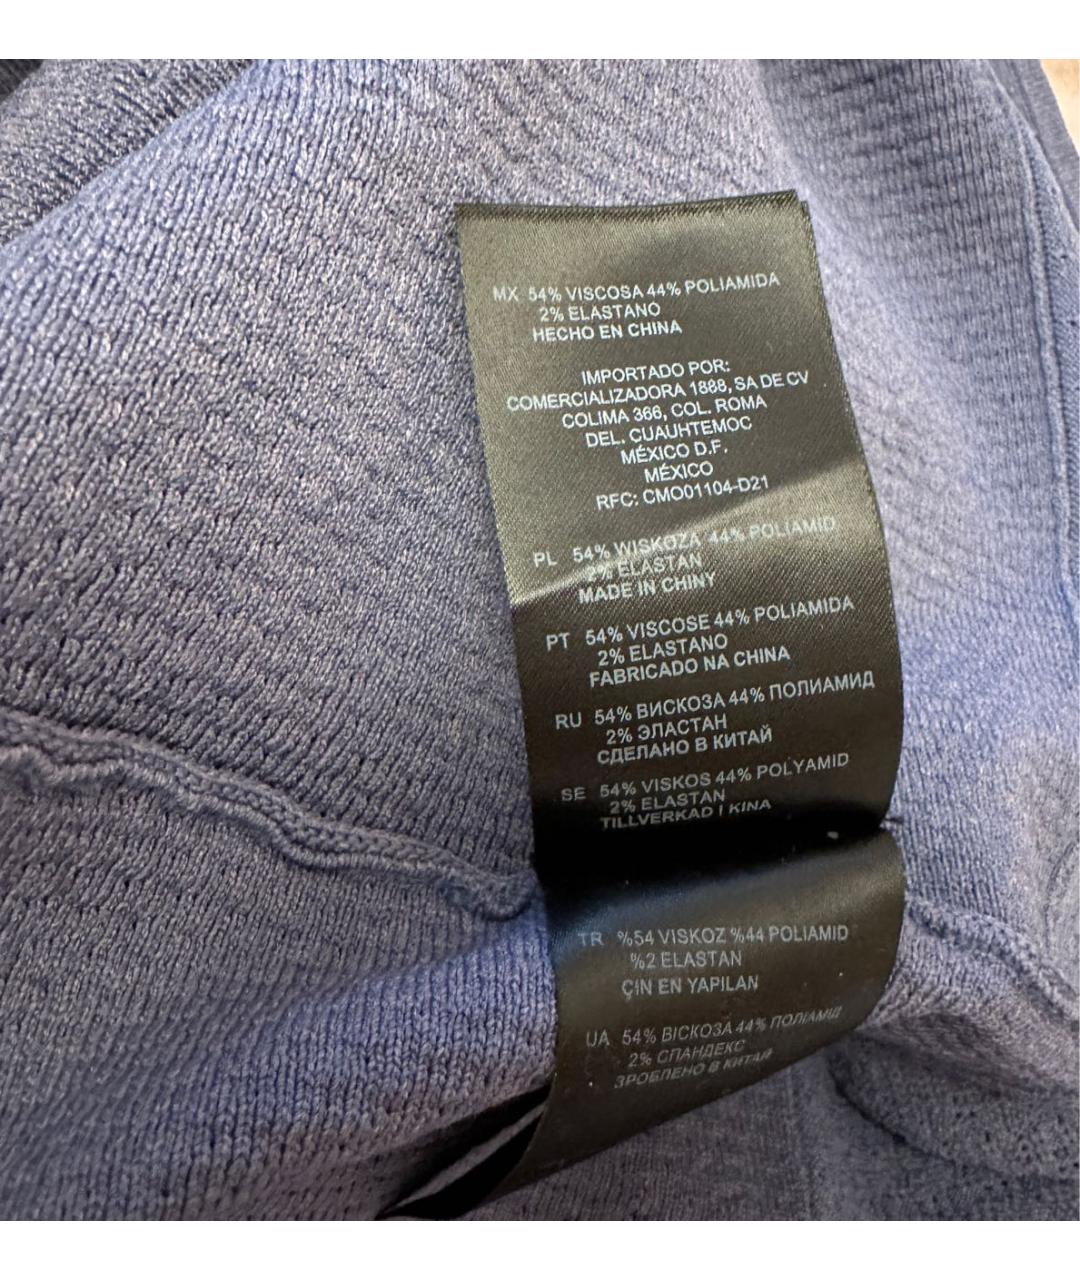 MX 54% VISCOSA 44% POLIAMIDA
2% ELASTANO
HECHO EN CHINA
IMPORTADO POR:
COMERCIALIZADORA 1888, SA DE CV
COLIMA 366, COL. ROMA
DEL. CUAUHTEMOC
MÉXICO D.F.
MÉXICO
RFC: CMO01104-D21
PL 54% WISKOZA 44% POLIAMID
2% ELASTAN
MADE IN CHINY
PT 54% VISCOSE 44% POLIAMIDA
2% ELASTANO
FABRICADO NA CHINA
RU 54% ВИСКОЗА 44% ПОЛИАМИД
2% ЭЛАСТАН
СДЕЛАНО В КИТАЙ
SE 54% VISKOS 44% POLYAMID
2% ELASTAN
TILLVERKAD I KINA
TR %54 VISKOZ %44 POLIAMID
%2 ELASTAN
ÇİN EN YAPILAN
UA 54% ВІСКОЗА 44% ПОЛІАМІД
2% СПАНДЕКС
ЗРОБЛЕНО В КИТАЙ